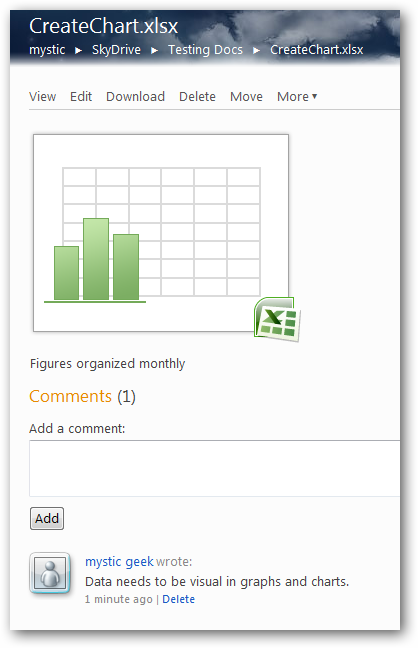 CreateChart.xlsx
mystic ▸ SkyDrive ▸ Testing Docs ▸ CreateChart.xlsx
View Edit Download Delete Move More ▾
Figures organized monthly
Comments (1)
Add a comment:
Add
mystic geek wrote:
Data needs to be visual in graphs and charts.
1 minute ago | Delete